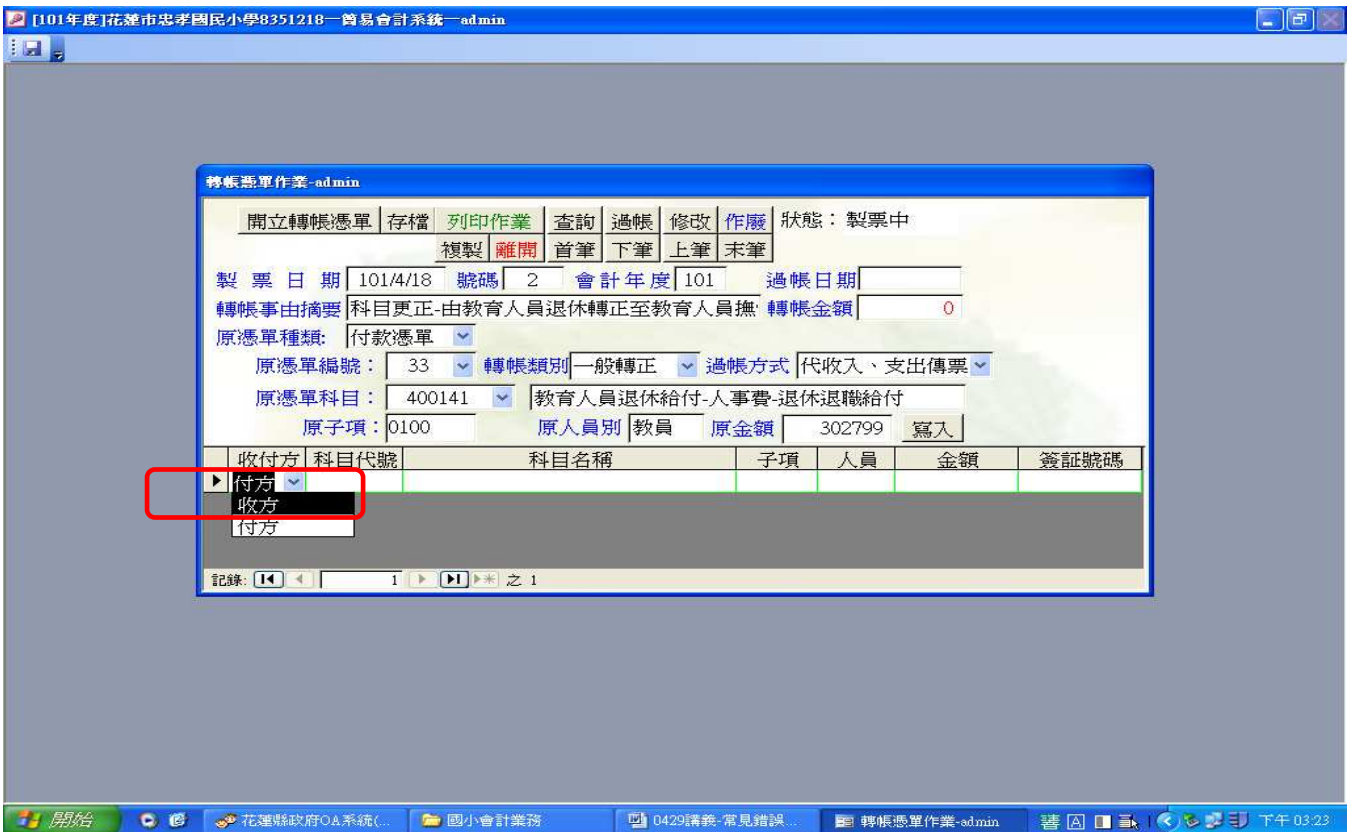 [101年度]花蓮市忠孝國民小學8351218—簡易會計系統—admin
轉帳憑單作業-admin
開立轉帳憑單 存檔 列印作業 查詢 過帳 修改 作廢 狀態：製票中
複製 離開 首筆 下筆 上筆 末筆
製票日期 101/4/18 號碼 2 會計年度 101 過帳日期
轉帳事由摘要 科目更正-由教育人員退休轉正至教育人員撫 轉帳金額 0
原憑單種類: 付款憑單
原憑單編號： 33 轉帳類別 一般轉正 過帳方式 代收入、支出傳票
原憑單科目： 400141 教育人員退休給付-人事費-退休退職給付
原子項：0100 原人員別 教員 原金額 302799 寫入
收付方 科目代號 科目名稱 子項 人員 金額 簽証號碼
付方
收方
付方
記錄: 1 之 1
開始 花蓮縣政府OA系統(... 國小會計業務 0429講義-常見錯誤... 轉帳憑單作業-admin 下午 03:23